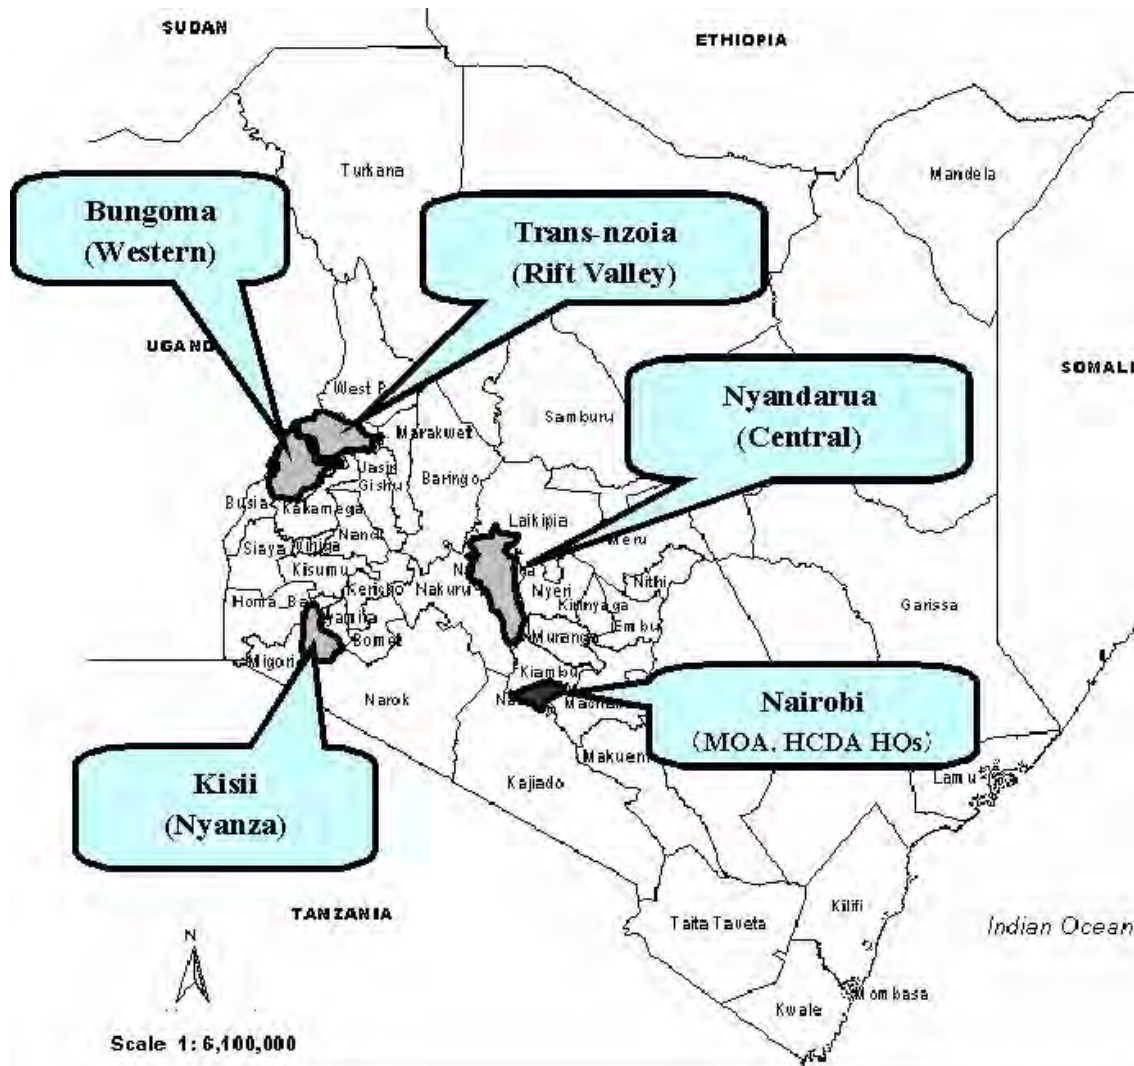 SUDAN
ETHIOPIA
Turkana
Mandela
Bungoma
(Western)
Trans-nzoia
(Rift Valley)
UGAND
SOMALI
West P
Nyandarua
(Central)
Samburu
Marakwet
Uasin
Gishu
Baringo
Busia
Kakamega
Laikipia
Nandi
Meru
Siaya
Vihiga
Kisumu
Nithi
Kericho
Nakuru
Nyeri
Homa_Ba
Kirinyaga
Garissa
Embu
Bomet
Muranga
Migori
Kiambu
Narok
Nairobi
(MOA. HCDA HQs)
Makueni
Kajiado
Lamu
Kisii
(Nyanza)
TANZANIA
Taita Taveta
Kilifi
Indian Ocean
N
Mombasa
Kwale
Scale 1: 6,100,000